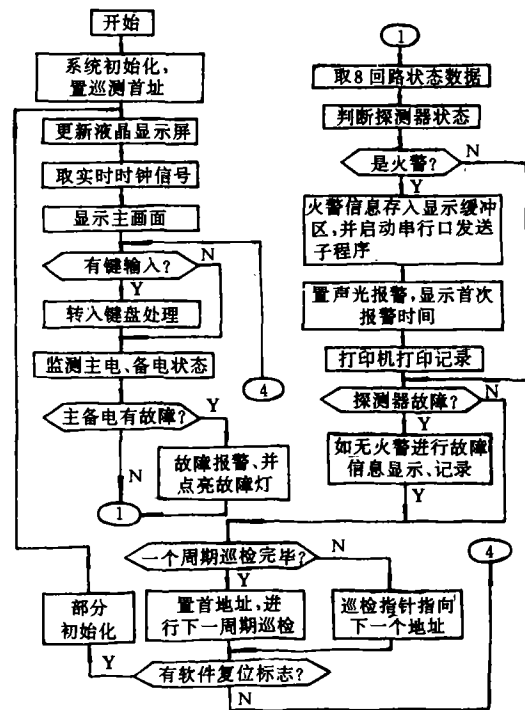 开始
系统初始化,
置巡测首址
更新液晶显示屏
取实时时钟信号
显示主画面
有键输入?
N
Y
转入键盘处理
监测主电、备电状态
4
主备电有故障?
Y
N
故障报警、并
点亮故障灯
1
1
取8回路状态数据
判断探测器状态
是火警?
N
Y
火警信息存入显示缓冲
区,并启动串行口发送
子程序
置声光报警,显示首次
报警时间
打印机打印记录
探测器故障?
N
如无火警进行故障
信息显示、记录
Y
一个周期巡检完毕?
N
Y
4
部分
初始化
置首地址,进
行下一周期巡检
巡检指针指向
下一个地址
Y
有软件复位标志?
N